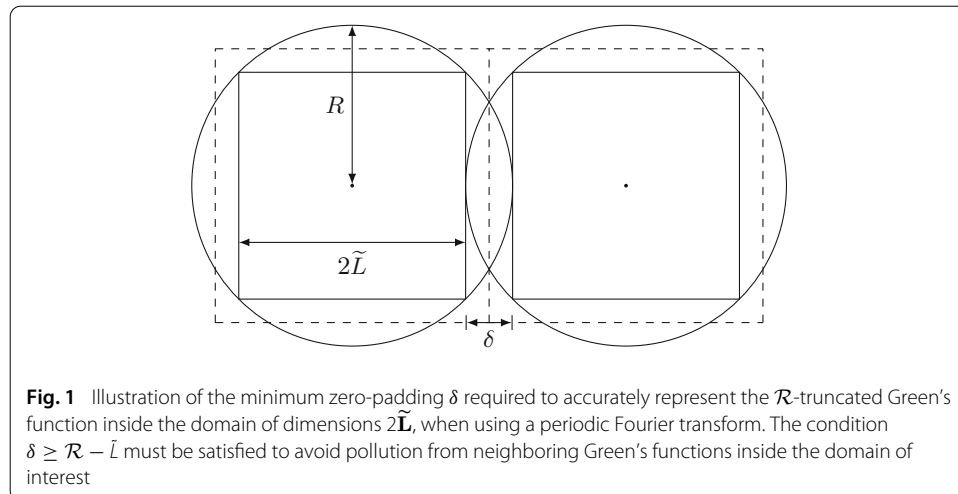 R
2L̃
δ
Fig. 1 Illustration of the minimum zero-padding δ required to accurately represent the 𝓡-truncated Green's
function inside the domain of dimensions 2𝐋̃, when using a periodic Fourier transform. The condition
δ ≥ 𝓡 − L̃ must be satisfied to avoid pollution from neighboring Green's functions inside the domain of
interest